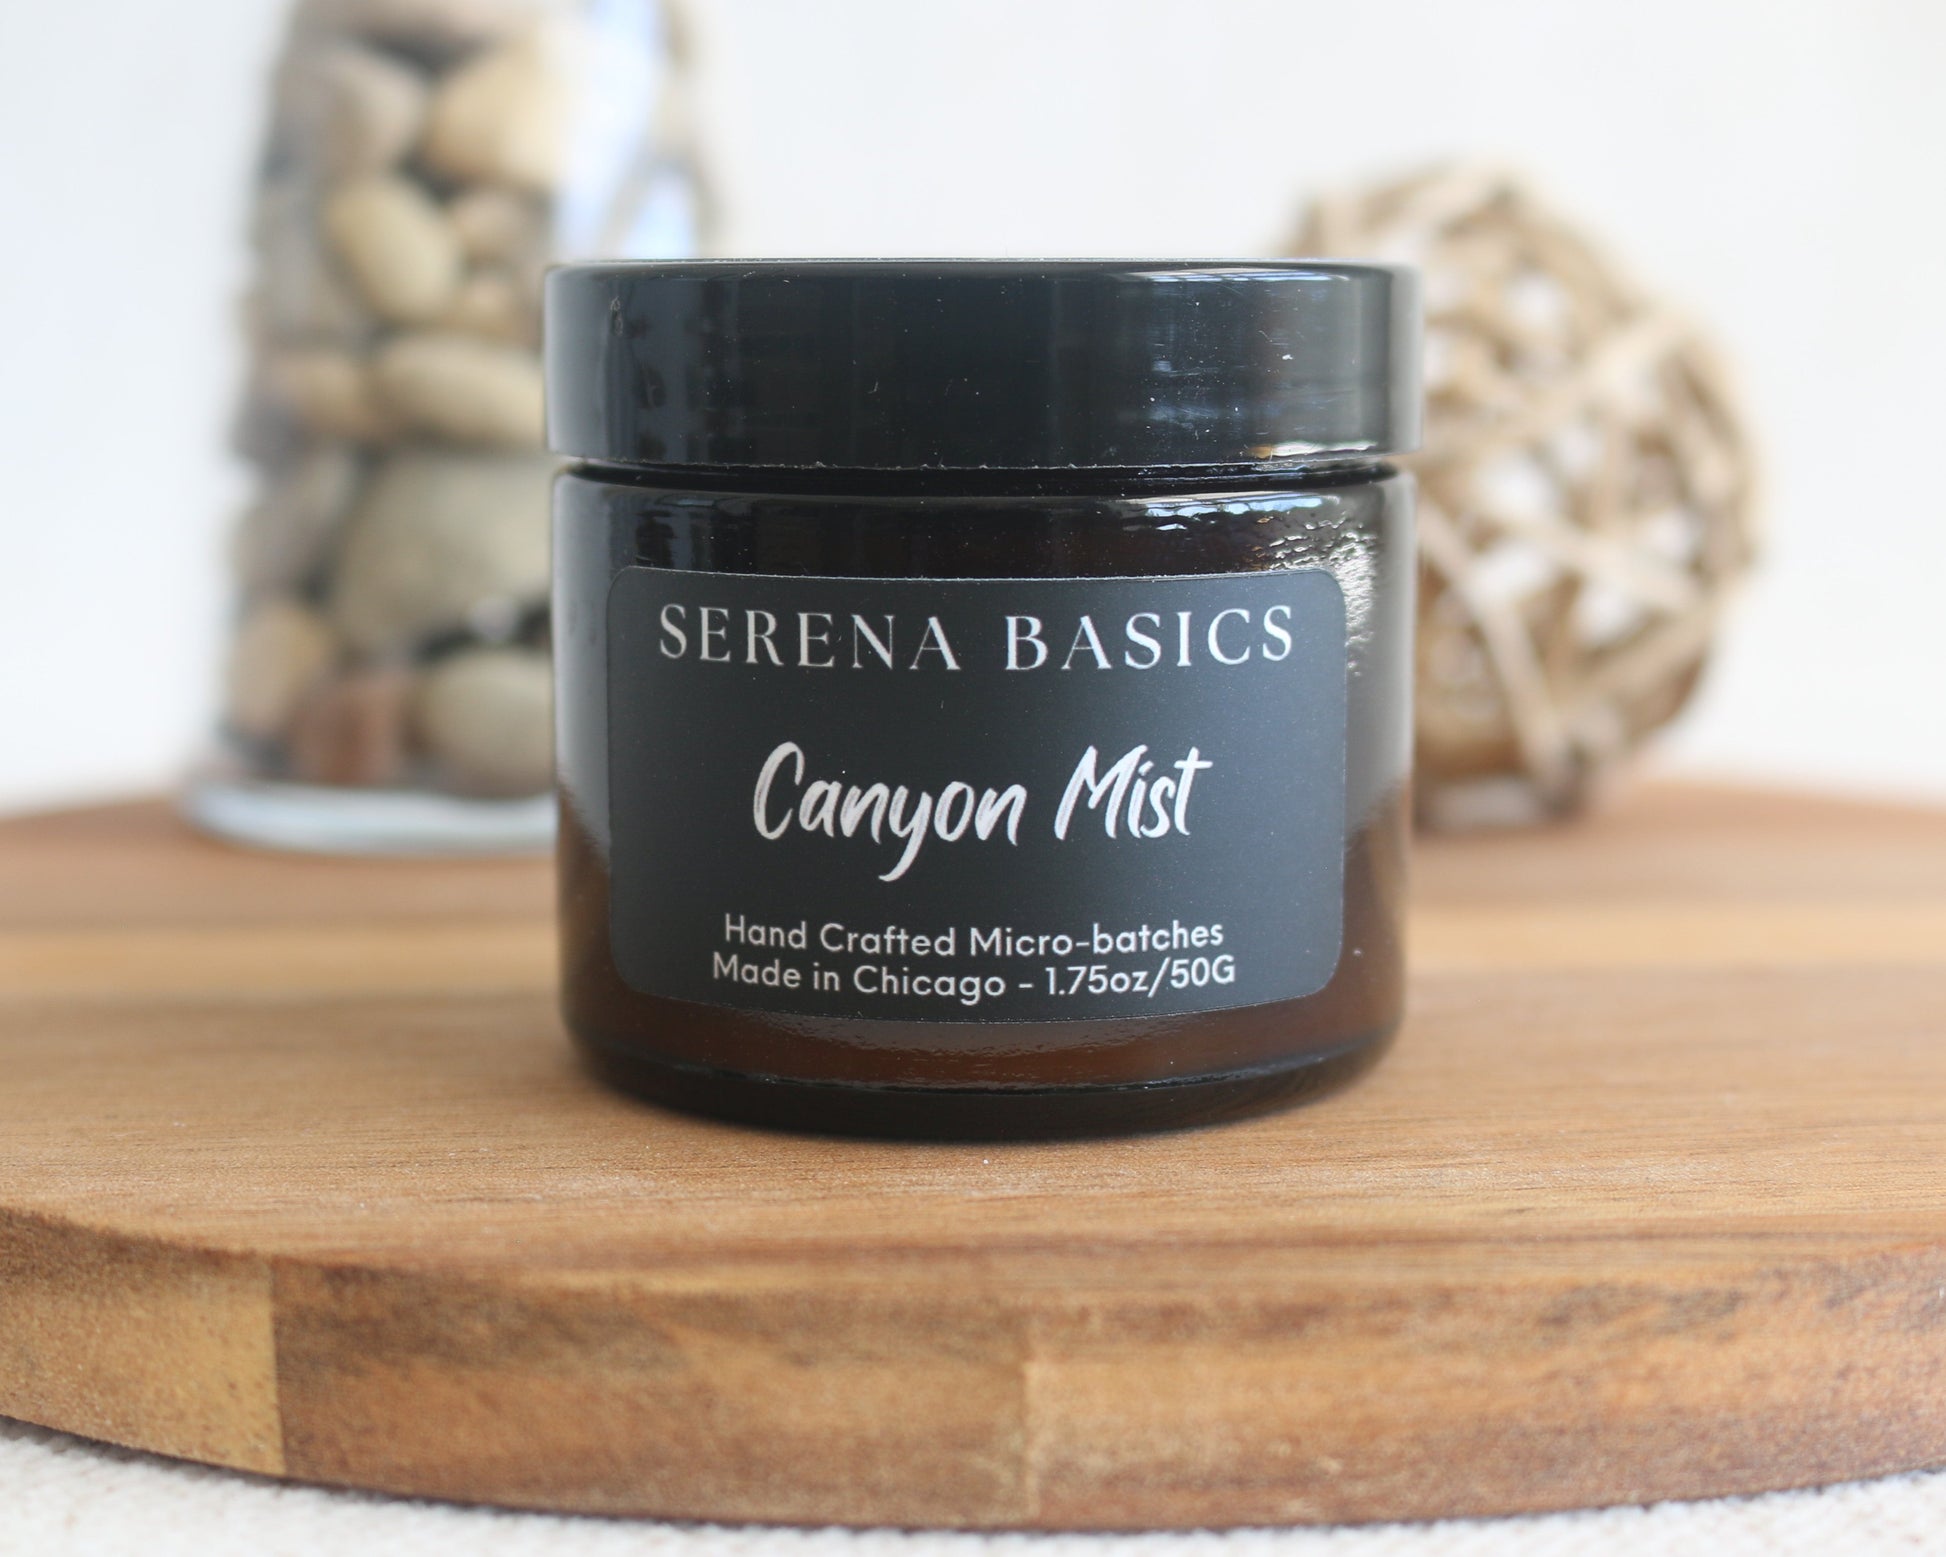 SERENA BASICS
Canyon Mist
Hand Crafted Micro-batches
Made in Chicago - 1.75oz/50G